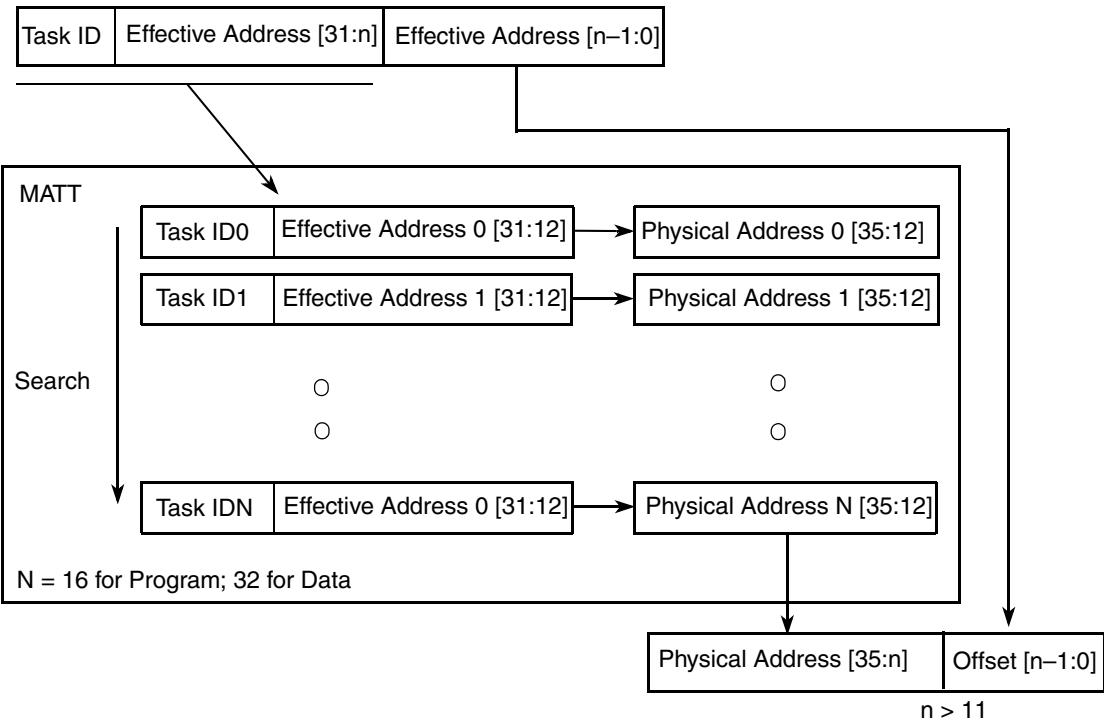 Task ID
Effective Address [31:n]
Effective Address [n–1:0]
MATT
Task ID0
Effective Address 0 [31:12]
Physical Address 0 [35:12]
Task ID1
Effective Address 1 [31:12]
Physical Address 1 [35:12]
Search
Task IDN
Effective Address 0 [31:12]
Physical Address N [35:12]
N = 16 for Program; 32 for Data
Physical Address [35:n]
Offset [n–1:0]
n > 11